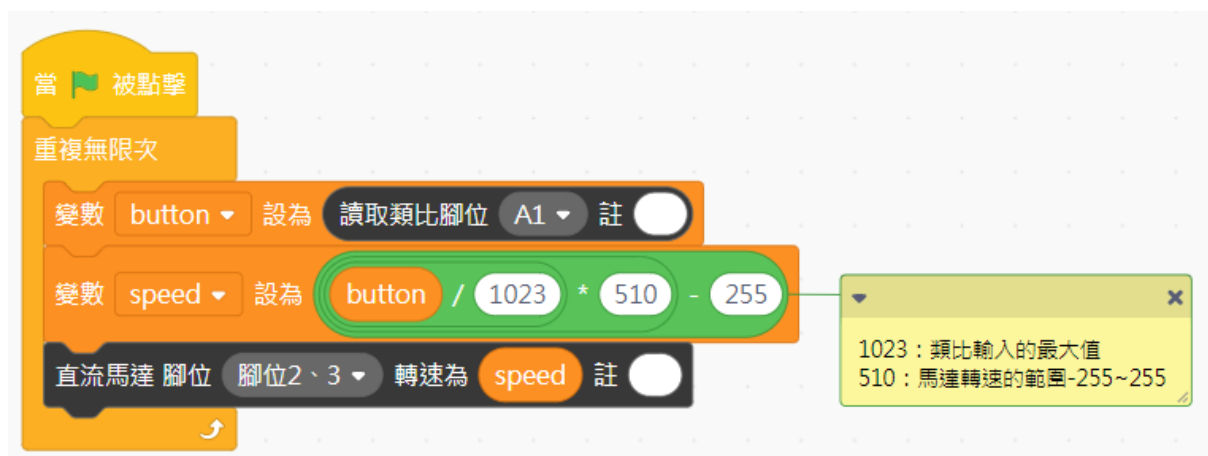 當 被點擊
重複無限次
變數 button 設為 讀取類比腳位 A1 註
變數 speed 設為 button / 1023 * 510 - 255
直流馬達 腳位 腳位2、3 轉速為 speed 註
1023：類比輸入的最大值
510：馬達轉速的範圍-255~255